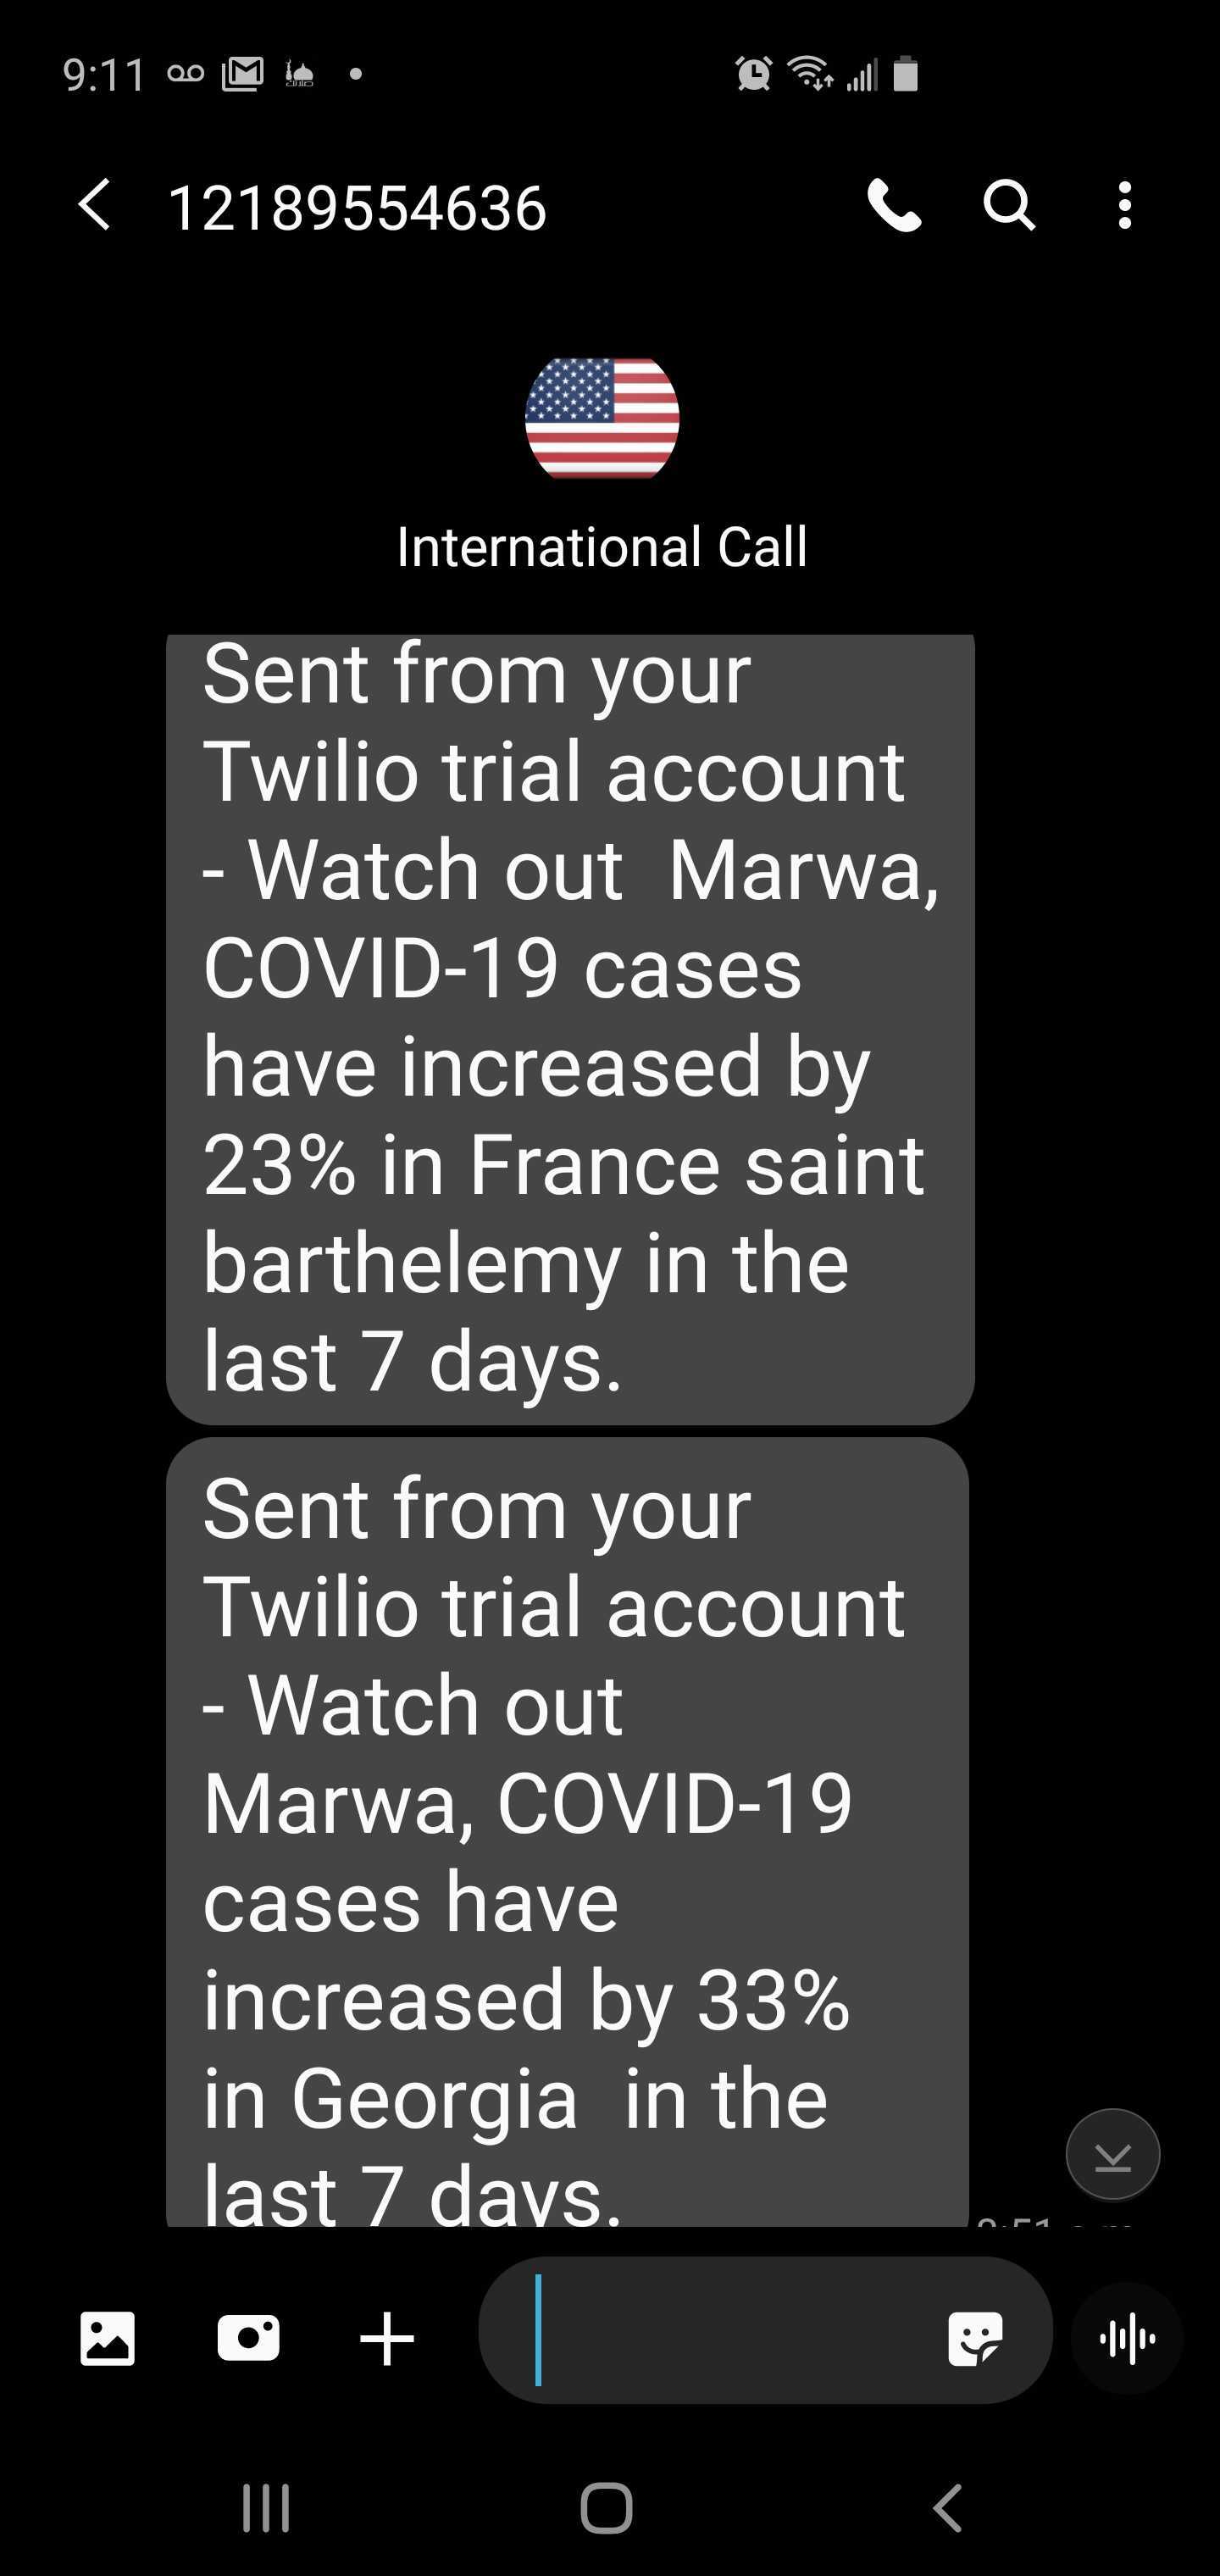 9:11
12189554636
International Call
Sent from your
Twilio trial account
- Watch out  Marwa,
COVID-19 cases
have increased by
23% in France saint
barthelemy in the
last 7 days.
Sent from your
Twilio trial account
- Watch out
Marwa, COVID-19
cases have
increased by 33%
in Georgia  in the
last 7 days.